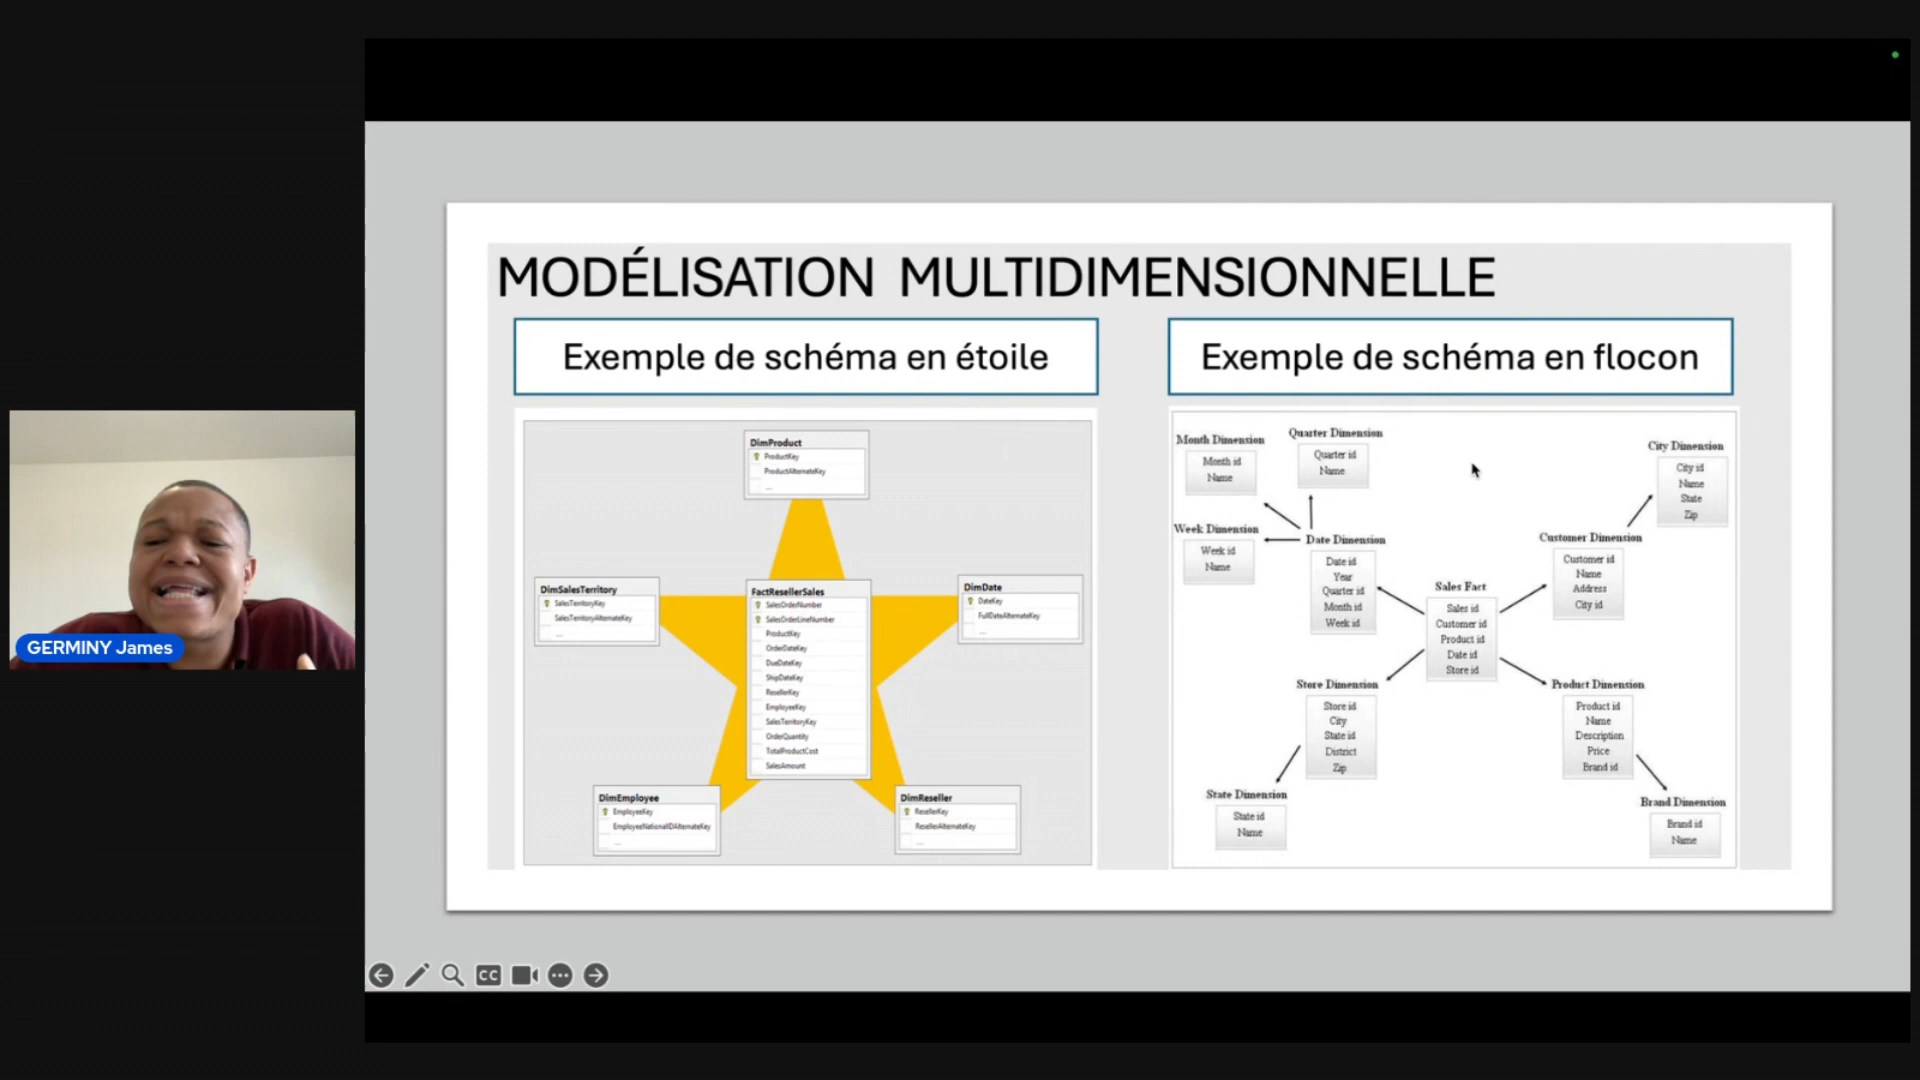 MODÉLISATION MULTIDIMENSIONNELLE
Exemple de schéma en étoile
DimProduct
ProductKey
ProductAlternateKey
...
DimSalesTerritory
SalesTerritoryKey
SalesTerritoryAlternateKey
...
FactResellerSales
SalesOrderNumber
SalesOrderLineNumber
ProductKey
OrderDateKey
DueDateKey
ShipDateKey
ResellerKey
EmployeeKey
SalesTerritoryKey
OrderQuantity
TotalProductCost
SalesAmount
DimDate
DateKey
FullDateAlternateKey
...
DimEmployee
EmployeeKey
EmployeeNationalIDAlternateKey
...
DimReseller
ResellerKey
ResellerAlternateKey
...
Exemple de schéma en flocon
Month Dimension
Month id
Name
Quarter Dimension
Quarter id
Name
City Dimension
City id
Name
State
Zip
Week Dimension
Week id
Name
Date Dimension
Date id
Year
Quarter id
Month id
Week id
Customer Dimension
Customer id
Name
Address
City id
Sales Fact
Sales id
Customer id
Product id
Date id
Store id
Store Dimension
Store id
City
State id
District
Zip
Product Dimension
Product id
Name
Description
Price
Brand id
State Dimension
State id
Name
Brand Dimension
Brand id
Name
GERMINY James
CC